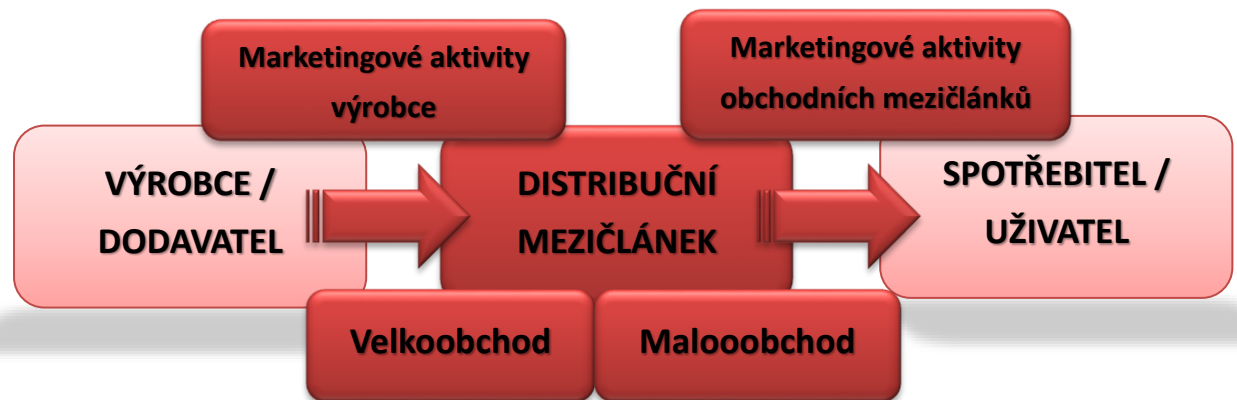 Marketingové aktivity
výrobce
Marketingové aktivity
obchodních mezičlánků
VÝROBCE /
DODAVATEL
DISTRIBUČNÍ
MEZIČLÁNEK
SPOTŘEBITEL /
UŽIVATEL
Velkoobchod
Malooobchod